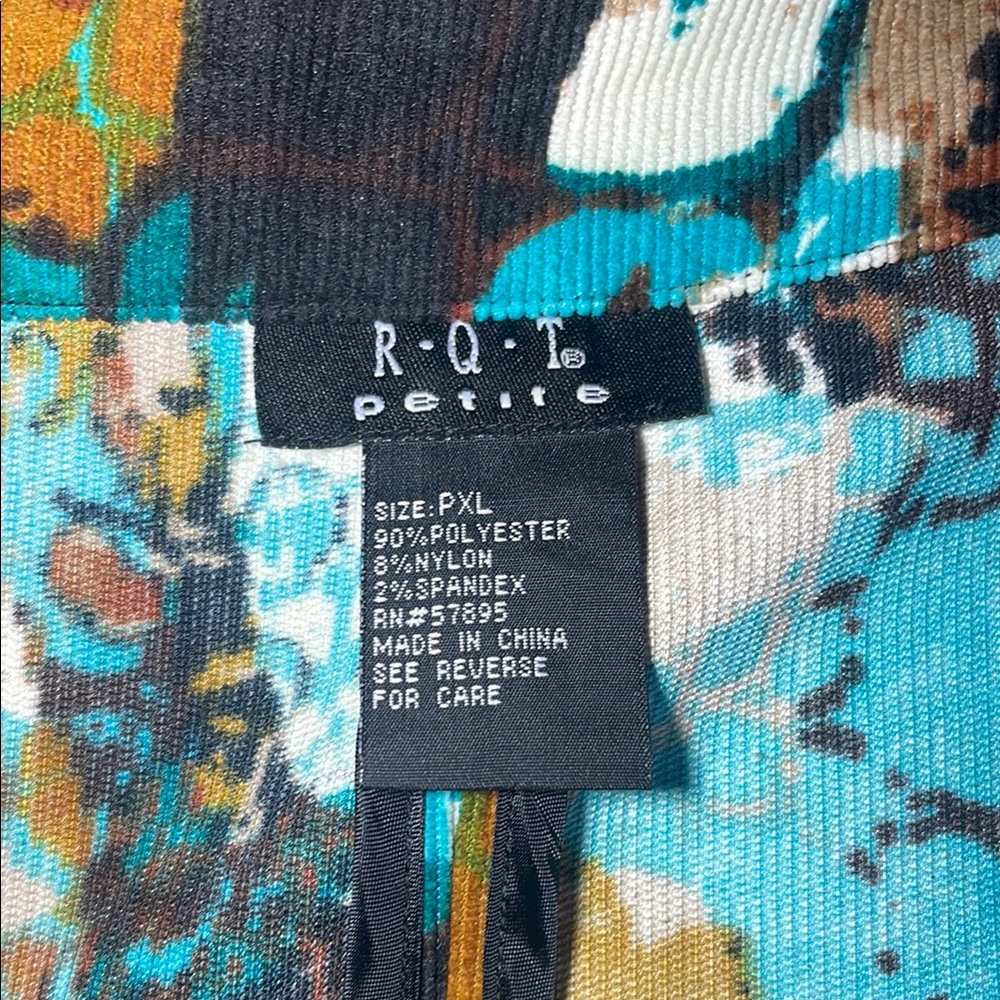 R·Q·T®
petite
SIZE:PXL
90%POLYESTER
8%NYLON
2%SPANDEX
RN#57895
MADE IN CHINA
SEE REVERSE
FOR CARE